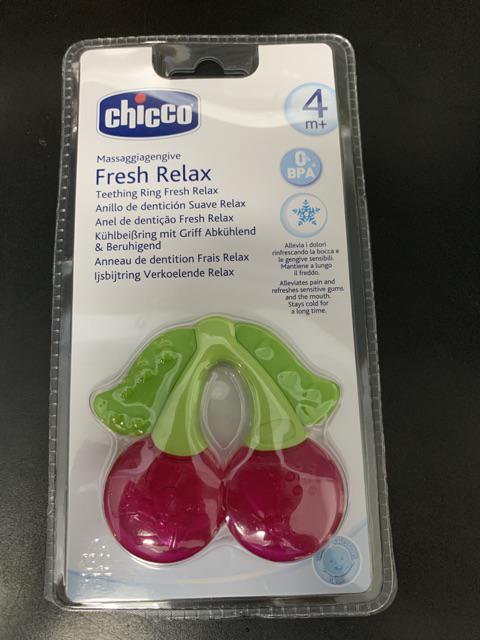 chicco
4
m+
0%
BPA
Massaggiagengive
Fresh Relax
Teething Ring Fresh Relax
Anillo de dentición Suave Relax
Anel de dentição Fresh Relax
Kühlbeißring mit Griff Abkühlend
& Beruhigend
Anneau de dentition Frais Relax
Ijsbijtring Verkoelende Relax
Allevia i dolori
rinfrescando la bocca e
le gengive sensibili.
Mantiene a lungo
il freddo.
Alleviates pain and
refreshes sensitive gums
and the mouth.
Stays cold for
a long time.